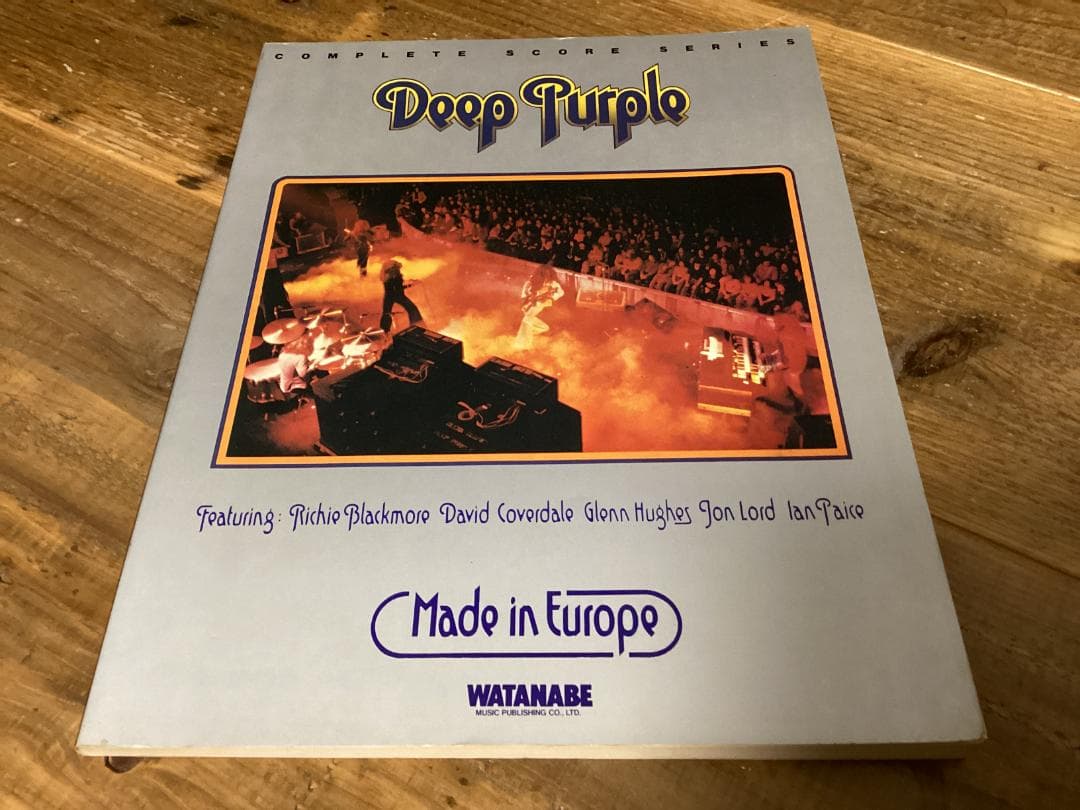 COMPLETE SCORE SERIES
Deep Purple
Featuring: Richie Blackmore David Coverdale Glenn Hughes Jon Lord Ian Paice
Made in Europe
WATANABE
MUSIC PUBLISHING CO., LTD.